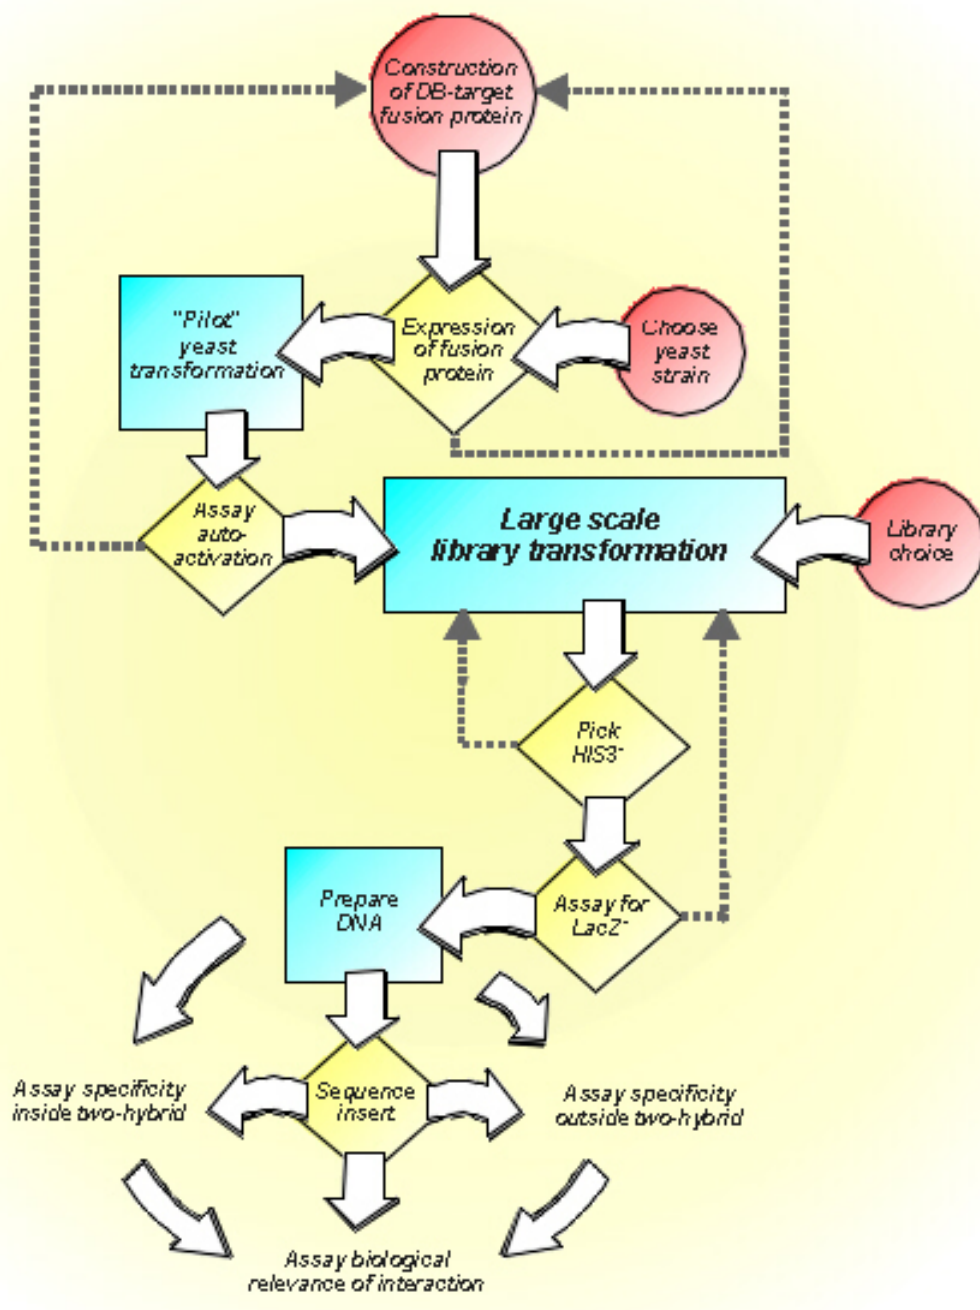 Construction
of DB-target
fusion protein
"Pilot"
yeast
transformation
Expression
of fusion
protein
Choose
yeast
strain
Assay
auto-
activation
Large scale
library transformation
Library
choice
Pick
HIS3⁻
Prepare
DNA
Assay for
LacZ⁻
Assay specificity
inside two-hybrid
Sequence
insert
Assay specificity
outside two-hybrid
Assay biological
relevance of interaction